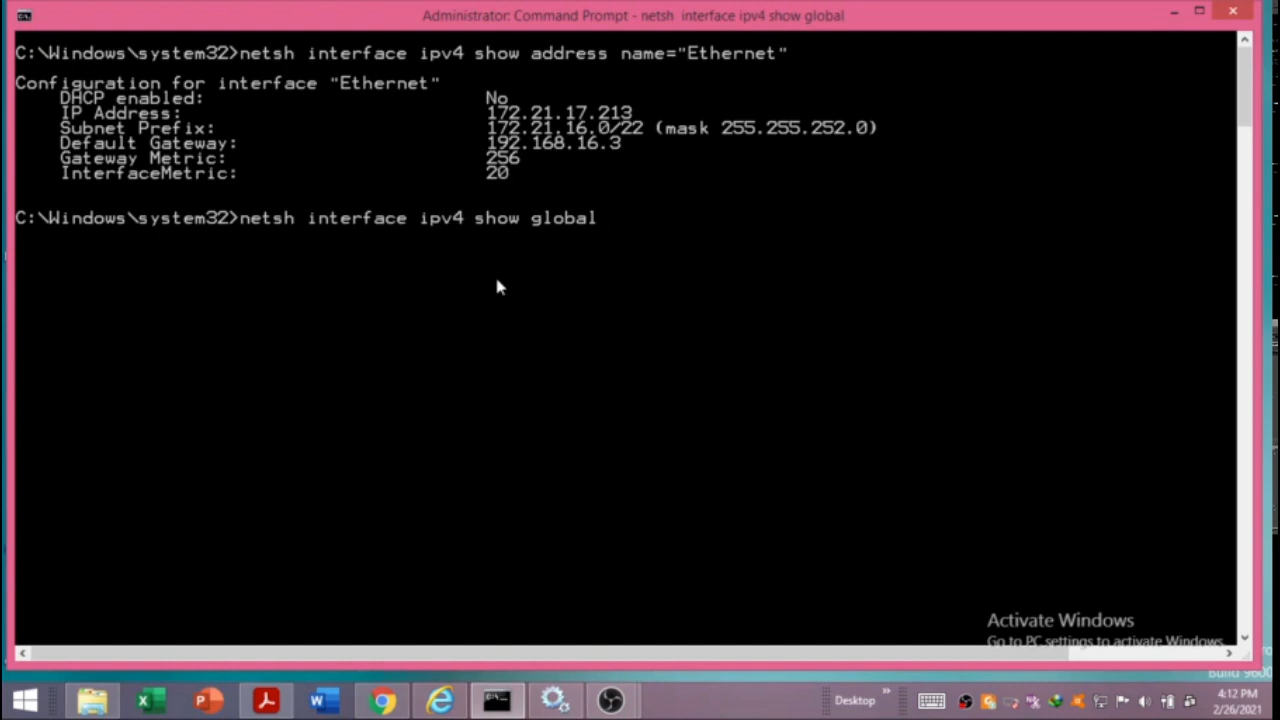 Administrator: Command Prompt - netsh  interface ipv4 show global
C:\Windows\system32>netsh interface ipv4 show address name="Ethernet"
Configuration for interface "Ethernet"
DHCP enabled: No
IP Address: 172.21.17.213
Subnet Prefix: 172.21.16.0/22 (mask 255.255.252.0)
Default Gateway: 192.168.16.3
Gateway Metric: 256
InterfaceMetric: 20
C:\Windows\system32>netsh interface ipv4 show global
Activate Windows
Go to PC settings to activate Windows.
Build 9600
Desktop
4:12 PM
2/26/2021